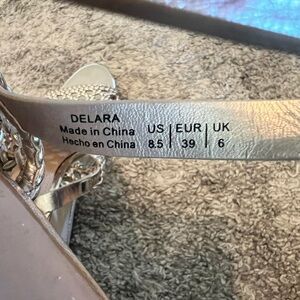 DELARA
Made in China US | EUR | UK
Hecho en China 8.5 | 39 | 6